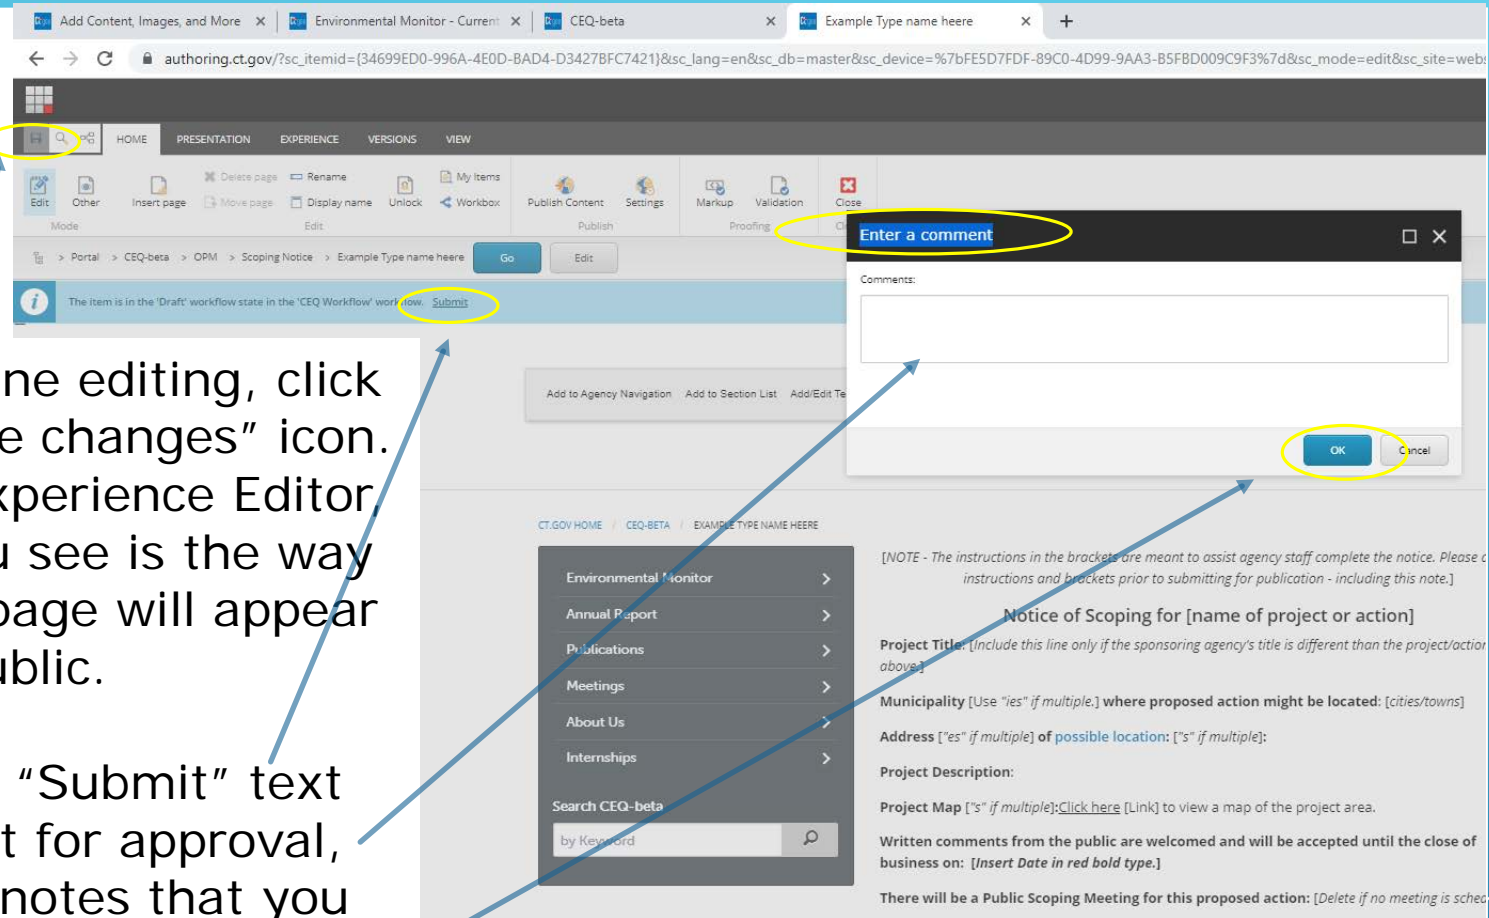 Add Content, Images, and More
Environmental Monitor - Current
CEQ-beta
Example Type name heere
authoring.ct.gov/?sc_itemid={34699ED0-996A-4E0D-BAD4-D3427BFC7421}&sc_lang=en&sc_db=master&sc_device=%7bFE5D7FDF-89C0-4D99-9AA3-B5FBD009C9F3%7d&sc_mode=edit&sc_site=webs
HOME PRESENTATION EXPERIENCE VERSIONS VIEW
Edit
Other
Insert page
Delete page
Move page
Rename
Display name
Unlock
My Items
Workbox
Publish Content
Settings
Markup
Validation
Close
Mode
Edit
Publish
Proofing
> Portal > CEQ-beta > OPM > Scoping Notice > Example Type name heere
Go
Edit
The item is in the 'Draft' workflow state in the 'CEQ Workflow' workflow. Submit
Enter a comment
Comments:
OK
Cancel
ne editing, click
e changes” icon.
xperience Editor,
u see is the way
page will appear
ublic.
“Submit” text
t for approval,
notes that you
Add to Agency Navigation Add to Section List Add/Edit Te
CT.GOV HOME / CEQ-BETA / EXAMPLE TYPE NAME HEERE
Environmental Monitor
Annual Report
Publications
Meetings
About Us
Internships
Search CEQ-beta
by Keyword
[NOTE - The instructions in the brackets are meant to assist agency staff complete the notice. Please
instructions and brackets prior to submitting for publication - including this note.]
Notice of Scoping for [name of project or action]
Project Title: [Include this line only if the sponsoring agency's title is different than the project/action
above.]
Municipality [Use "ies" if multiple.] where proposed action might be located: [cities/towns]
Address ["es" if multiple] of possible location: ["s" if multiple]:
Project Description:
Project Map ["s" if multiple]:Click here [Link] to view a map of the project area.
Written comments from the public are welcomed and will be accepted until the close of
business on: [Insert Date in red bold type.]
There will be a Public Scoping Meeting for this proposed action: [Delete if no meeting is sched